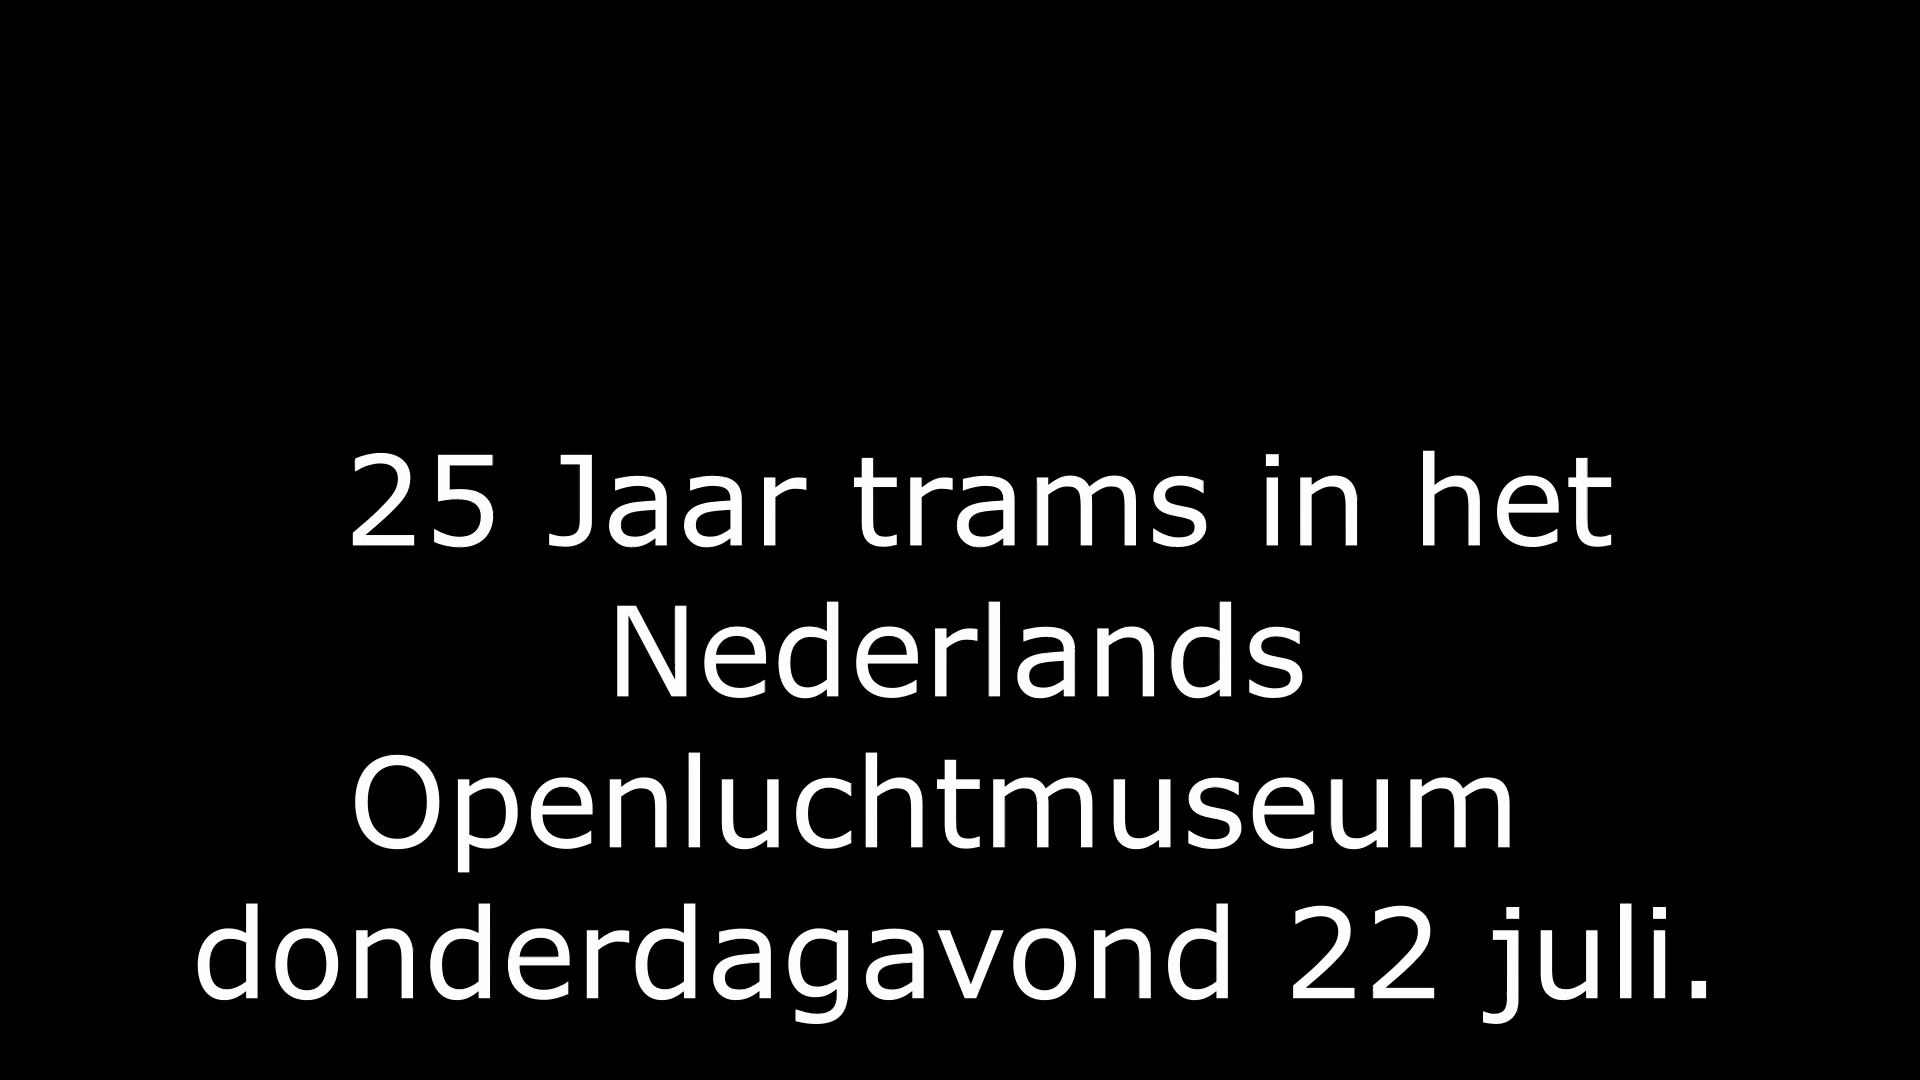 25 Jaar trams in het
Nederlands
Openluchtmuseum
donderdagavond 22 juli.